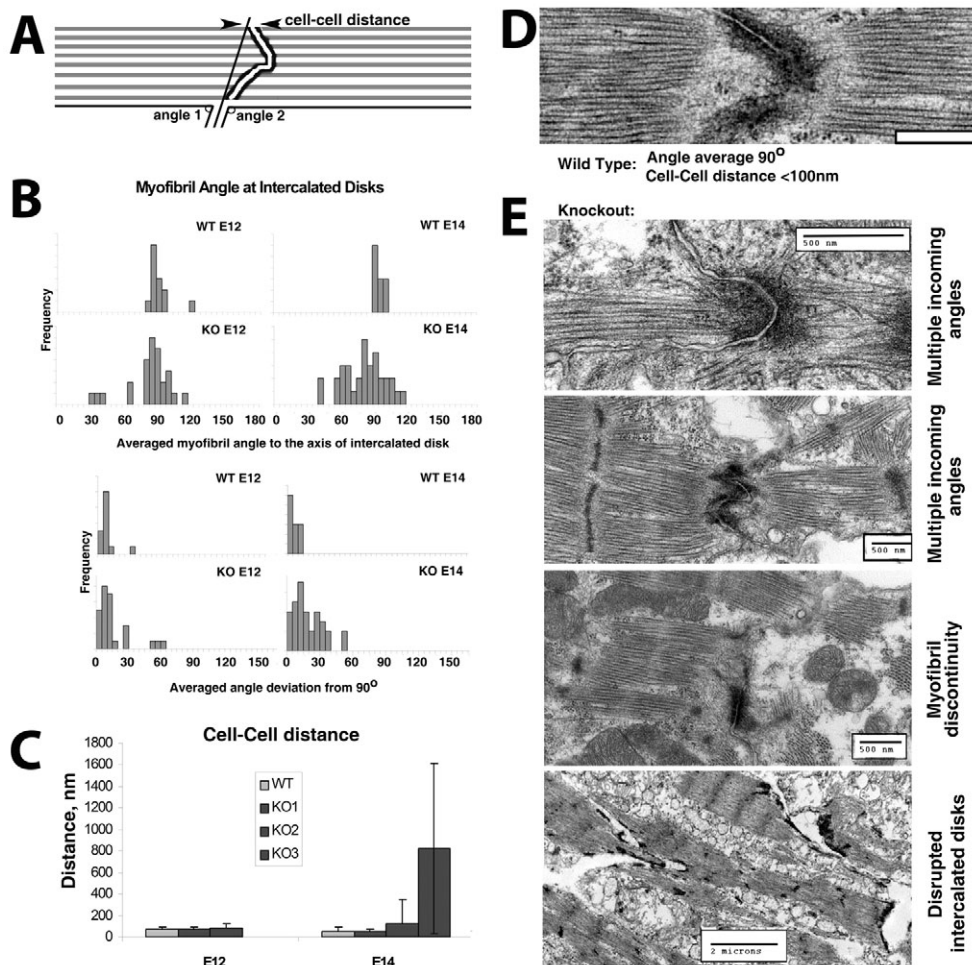 A
cell-cell distance
angle 1
angle 2
B
Myofibril Angle at Intercalated Disks
WT E12
WT E14
Frequency
KO E12
KO E14
0 30 60 90 120 150 180
0 30 60 90 120 150 180
Averaged myofibril angle to the axis of intercalated disk
WT E12
WT E14
Frequency
KO E12
KO E14
0 30 60 90 120 150
0 30 60 90 120 150
Averaged angle deviation from 90°
C
Cell-Cell distance
Distance, nm
1800
1600
1400
1200
1000
800
600
400
200
0
WT
KO1
KO2
KO3
E12
E14
D
Wild Type: Angle average 90°
Cell-Cell distance <100nm
E
Knockout:
500 nm
Multiple incoming
angles
500 nm
Multiple incoming
angles
500 nm
Myofibril
discontinuity
2 microns
Disrupted
intercalated disks